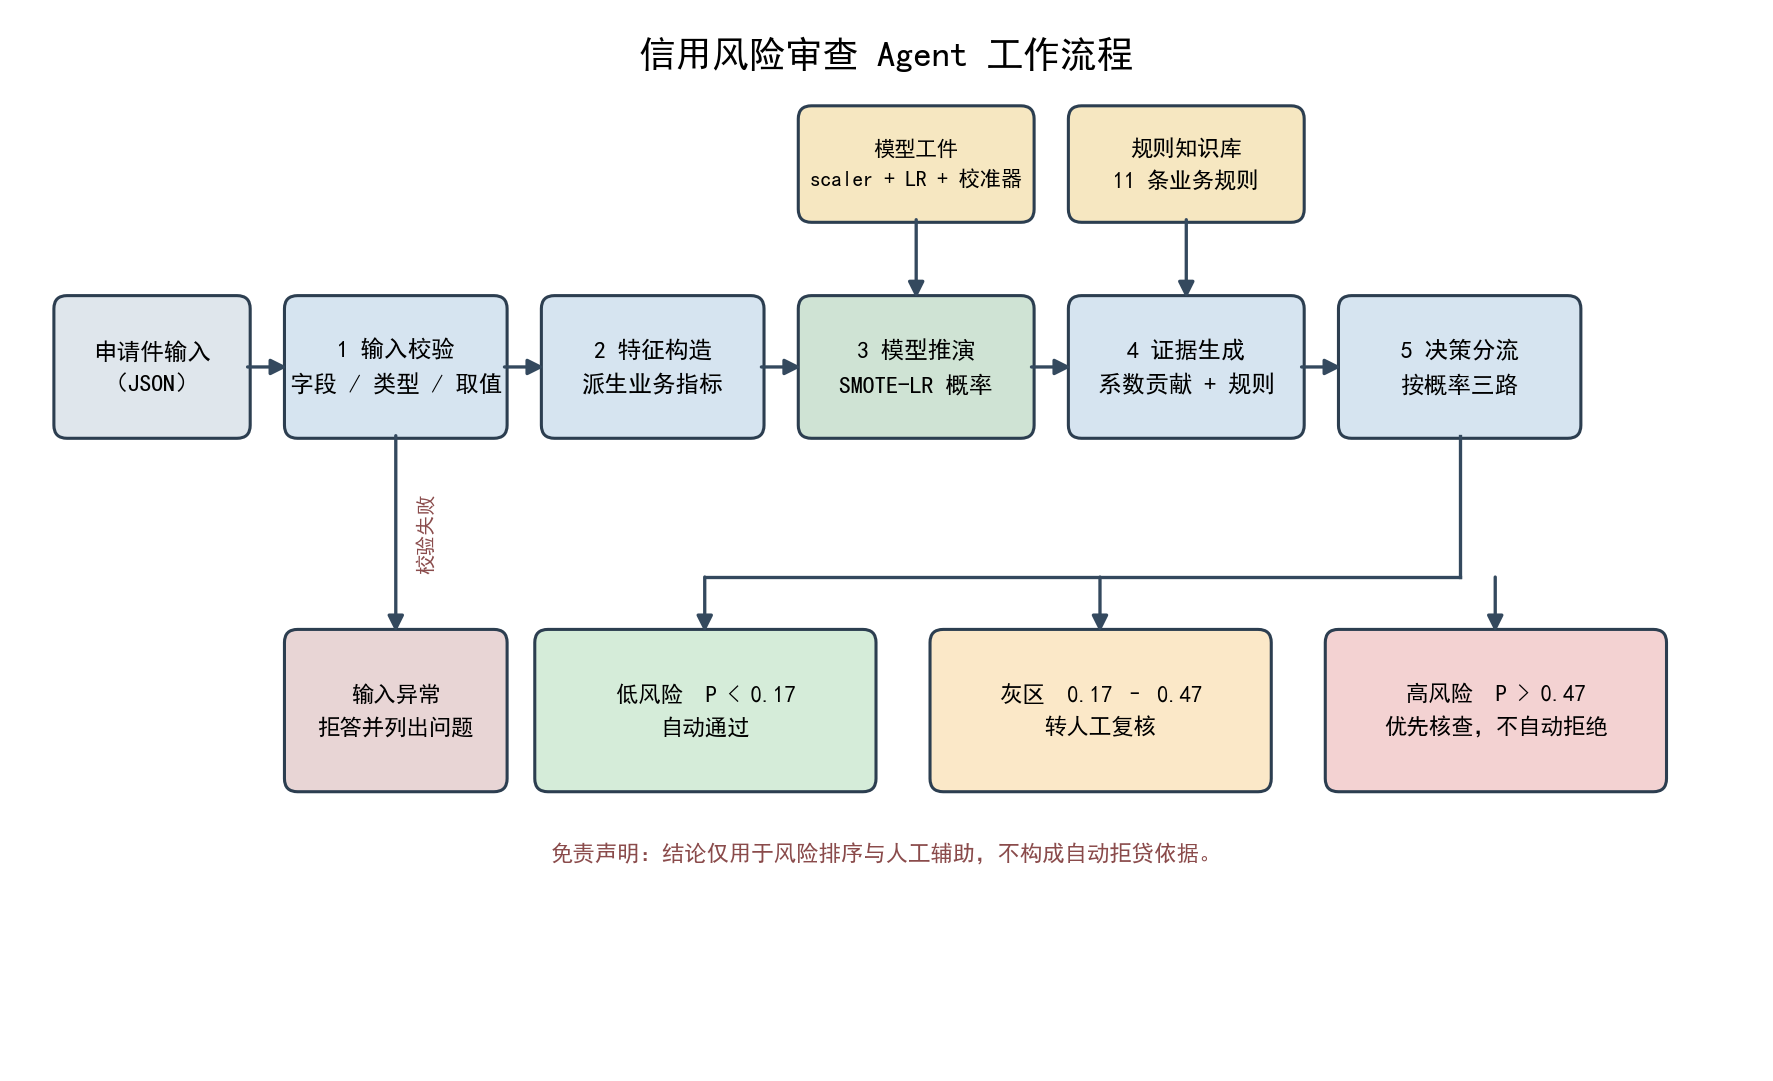 信用风险审查 Agent 工作流程
模型工件
scaler + LR + 校准器
规则知识库
11 条业务规则
申请件输入
（JSON）
1 输入校验
字段 / 类型 / 取值
2 特征构造
派生业务指标
3 模型推演
SMOTE-LR 概率
4 证据生成
系数贡献 + 规则
5 决策分流
按概率三路
校验失败
输入异常
拒答并列出问题
低风险 P < 0.17
自动通过
灰区 0.17 - 0.47
转人工复核
高风险 P > 0.47
优先核查，不自动拒绝
免责声明：结论仅用于风险排序与人工辅助，不构成自动拒贷依据。